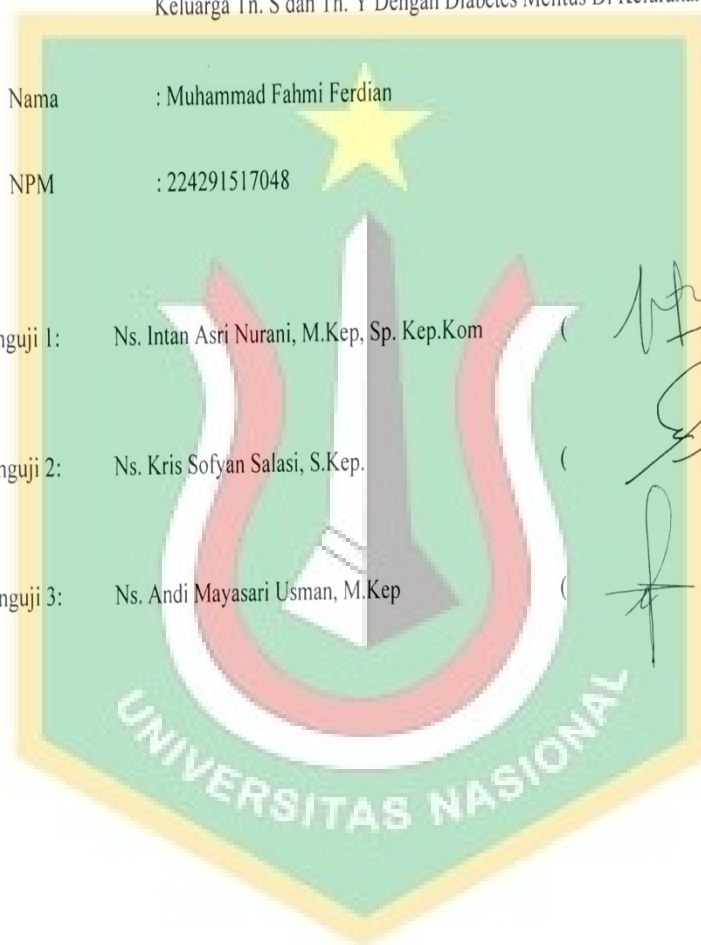 Keluarga Tn. S dan Tn. Y Dengan Diabetes Melitus Di Kelurahan
Nama : Muhammad Fahmi Ferdian
NPM : 224291517048
nguji 1: Ns. Intan Asri Nurani, M.Kep, Sp. Kep.Kom (
nguji 2: Ns. Kris Sofyan Salasi, S.Kep. (
nguji 3: Ns. Andi Mayasari Usman, M.Kep (
UNIVERSITAS NASIONAL